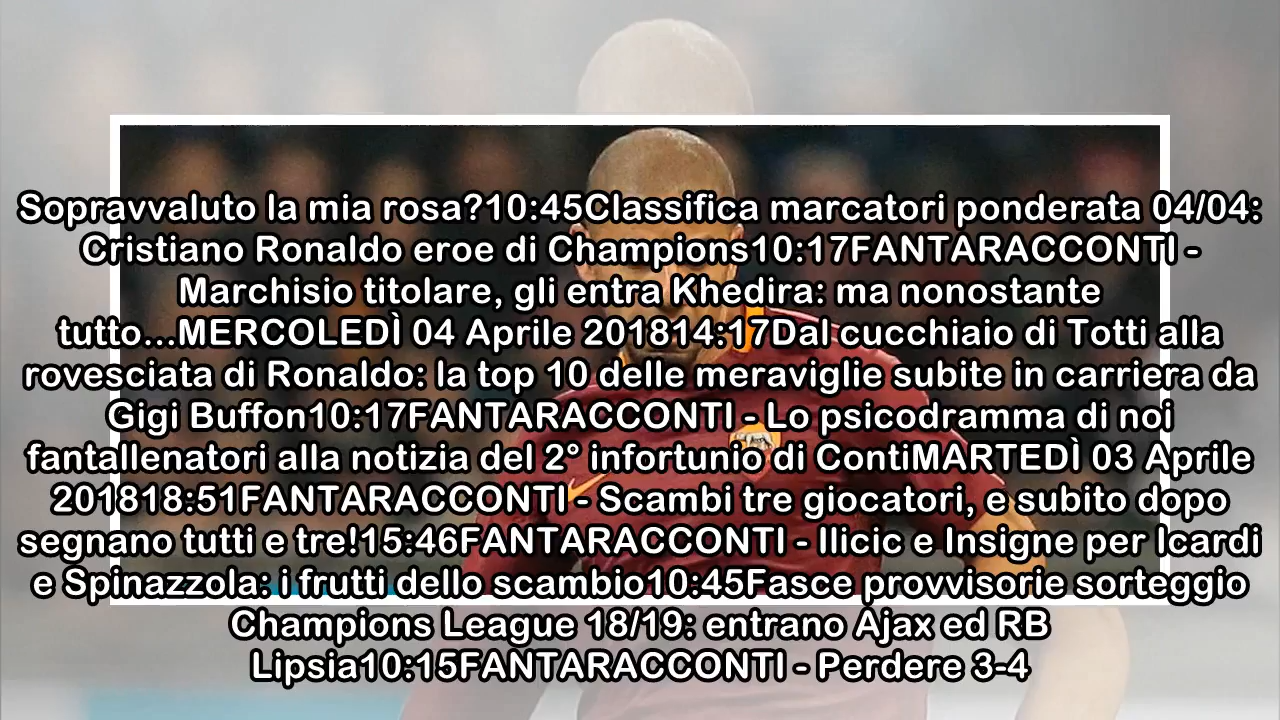 Sopravvaluto la mia rosa?10:45Classifica marcatori ponderata 04/04:
Cristiano Ronaldo eroe di Champions10:17FANTARACCONTI -
Marchisio titolare, gli entra Khedira: ma nonostante
tutto...MERCOLEDÌ 04 Aprile 201814:17Dal cucchiaio di Totti alla
rovesciata di Ronaldo: la top 10 delle meraviglie subite in carriera da
Gigi Buffon10:17FANTARACCONTI - Lo psicodramma di noi
fantallenatori alla notizia del 2° infortunio di ContiMARTEDÌ 03 Aprile
201818:51FANTARACCONTI - Scambi tre giocatori, e subito dopo
segnano tutti e tre!15:46FANTARACCONTI - Ilicic e Insigne per Icardi
e Spinazzola: i frutti dello scambio10:45Fasce provvisorie sorteggio
Champions League 18/19: entrano Ajax ed RB
Lipsia10:15FANTARACCONTI - Perdere 3-4